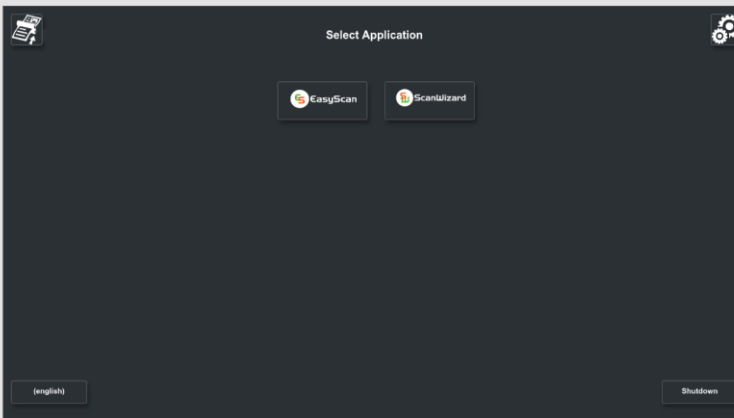 Select Application
EasyScan
ScanWizard
(english)
Shutdown